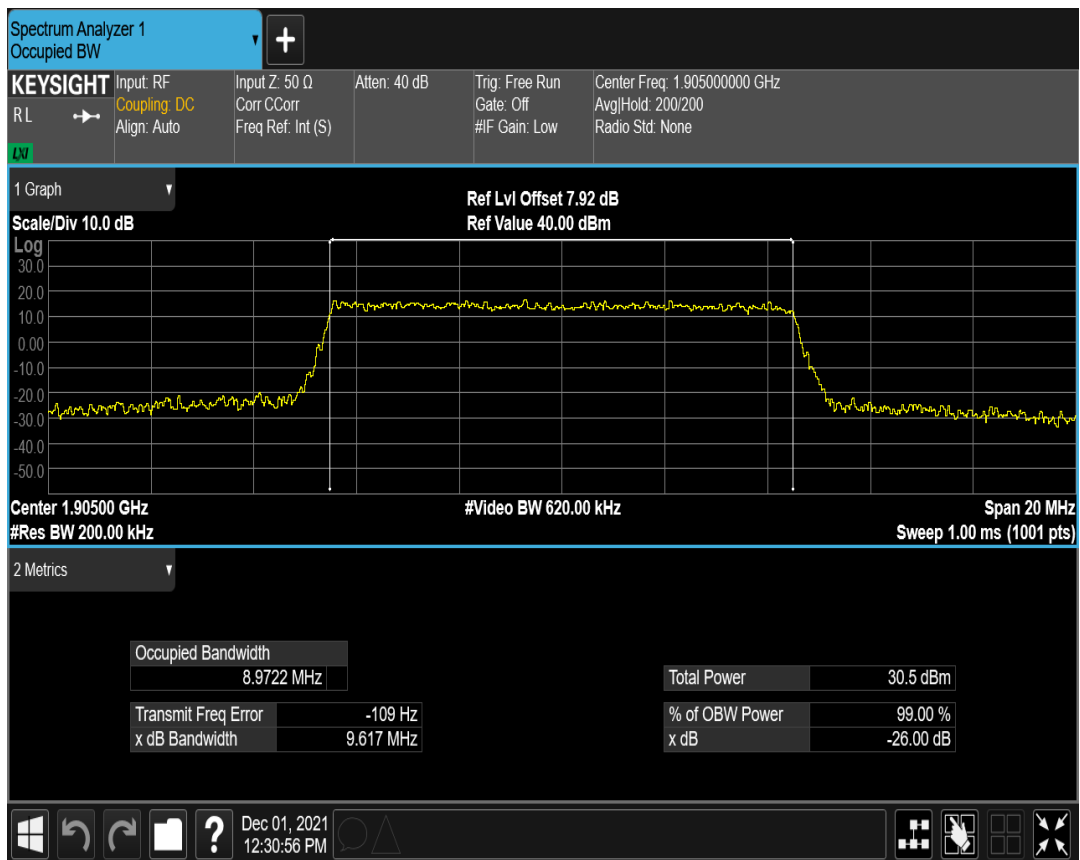 Spectrum Analyzer 1
Occupied BW
+
KEYSIGHT
R L
LXI
Input: RF
Coupling: DC
Align: Auto
Input Z: 50 Ω
Corr CCorr
Freq Ref: Int (S)
Atten: 40 dB
Trig: Free Run
Gate: Off
#IF Gain: Low
Center Freq: 1.905000000 GHz
Avg|Hold: 200/200
Radio Std: None
1 Graph
Ref Lvl Offset 7.92 dB
Scale/Div 10.0 dB
Ref Value 40.00 dBm
Log
30.0
20.0
10.0
0.00
-10.0
-20.0
-30.0
-40.0
-50.0
Center 1.90500 GHz
#Video BW 620.00 kHz
Span 20 MHz
#Res BW 200.00 kHz
Sweep 1.00 ms (1001 pts)
2 Metrics
Occupied Bandwidth
8.9722 MHz
Total Power 30.5 dBm
Transmit Freq Error -109 Hz
% of OBW Power 99.00 %
x dB Bandwidth 9.617 MHz
x dB -26.00 dB
?
Dec 01, 2021
12:30:56 PM